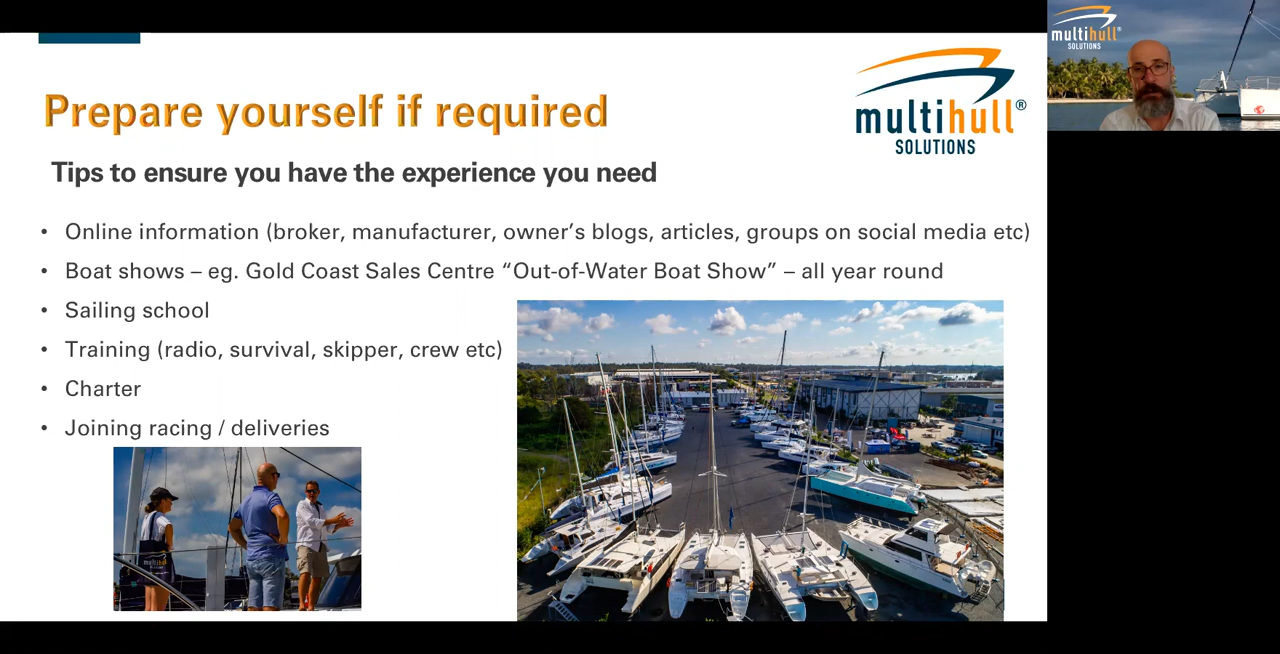 Prepare yourself if required
multihull®
SOLUTIONS
Tips to ensure you have the experience you need
• Online information (broker, manufacturer, owner’s blogs, articles, groups on social media etc)
• Boat shows – eg. Gold Coast Sales Centre “Out-of-Water Boat Show” – all year round
• Sailing school
• Training (radio, survival, skipper, crew etc)
• Charter
• Joining racing / deliveries
multihull
multihull®
SOLUTIONS